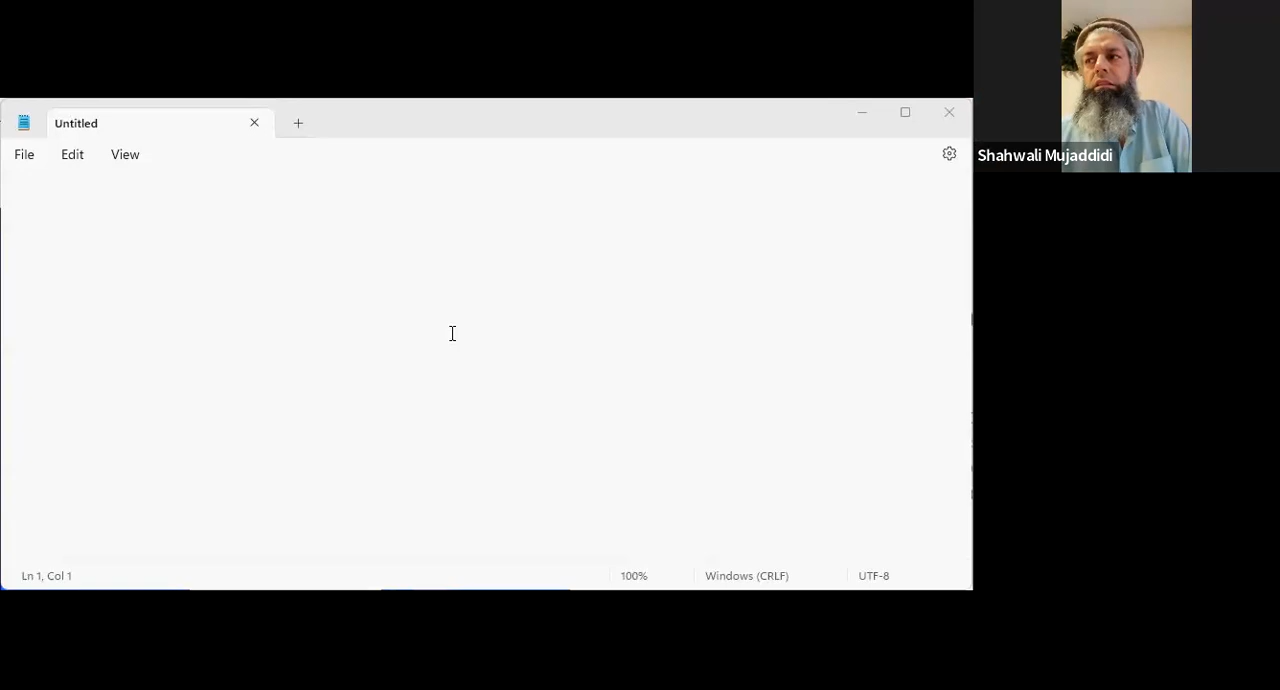 Untitled
File Edit View
Shahwali Mujaddidi
Ln 1, Col 1 100% Windows (CRLF) UTF-8